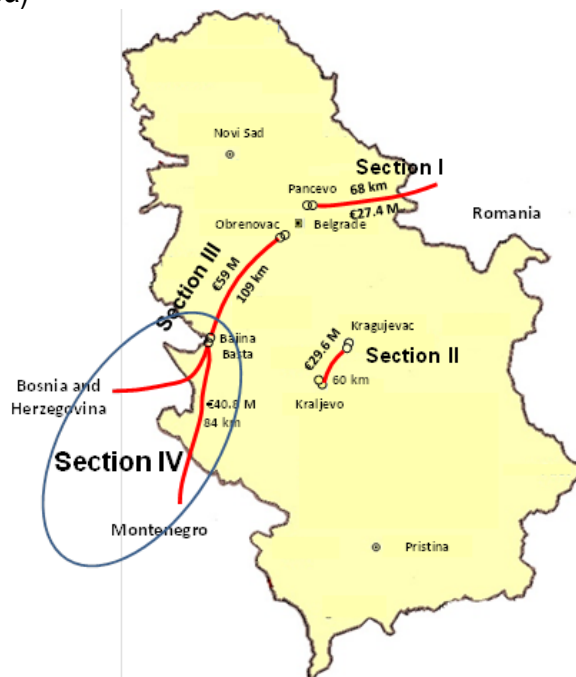 a)
Novi Sad
Section I
Pancevo
68 km
€27.4 M
Romania
Obrenovac
Belgrade
Section III
€59 M
109 km
Kragujevac
€29.6 M
Section II
Bajina
Basta
60 km
Kraljevo
Bosnia and
Herzegovina
€40.8 M
84 km
Section IV
Montenegro
Pristina